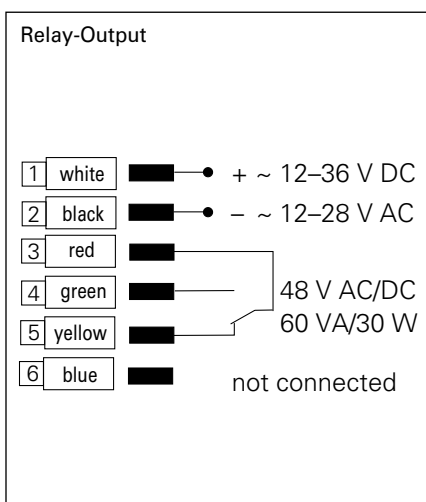 Relay-Output
1 white + ~ 12–36 V DC
2 black – ~ 12–28 V AC
3 red
4 green 48 V AC/DC
5 yellow 60 VA/30 W
6 blue not connected